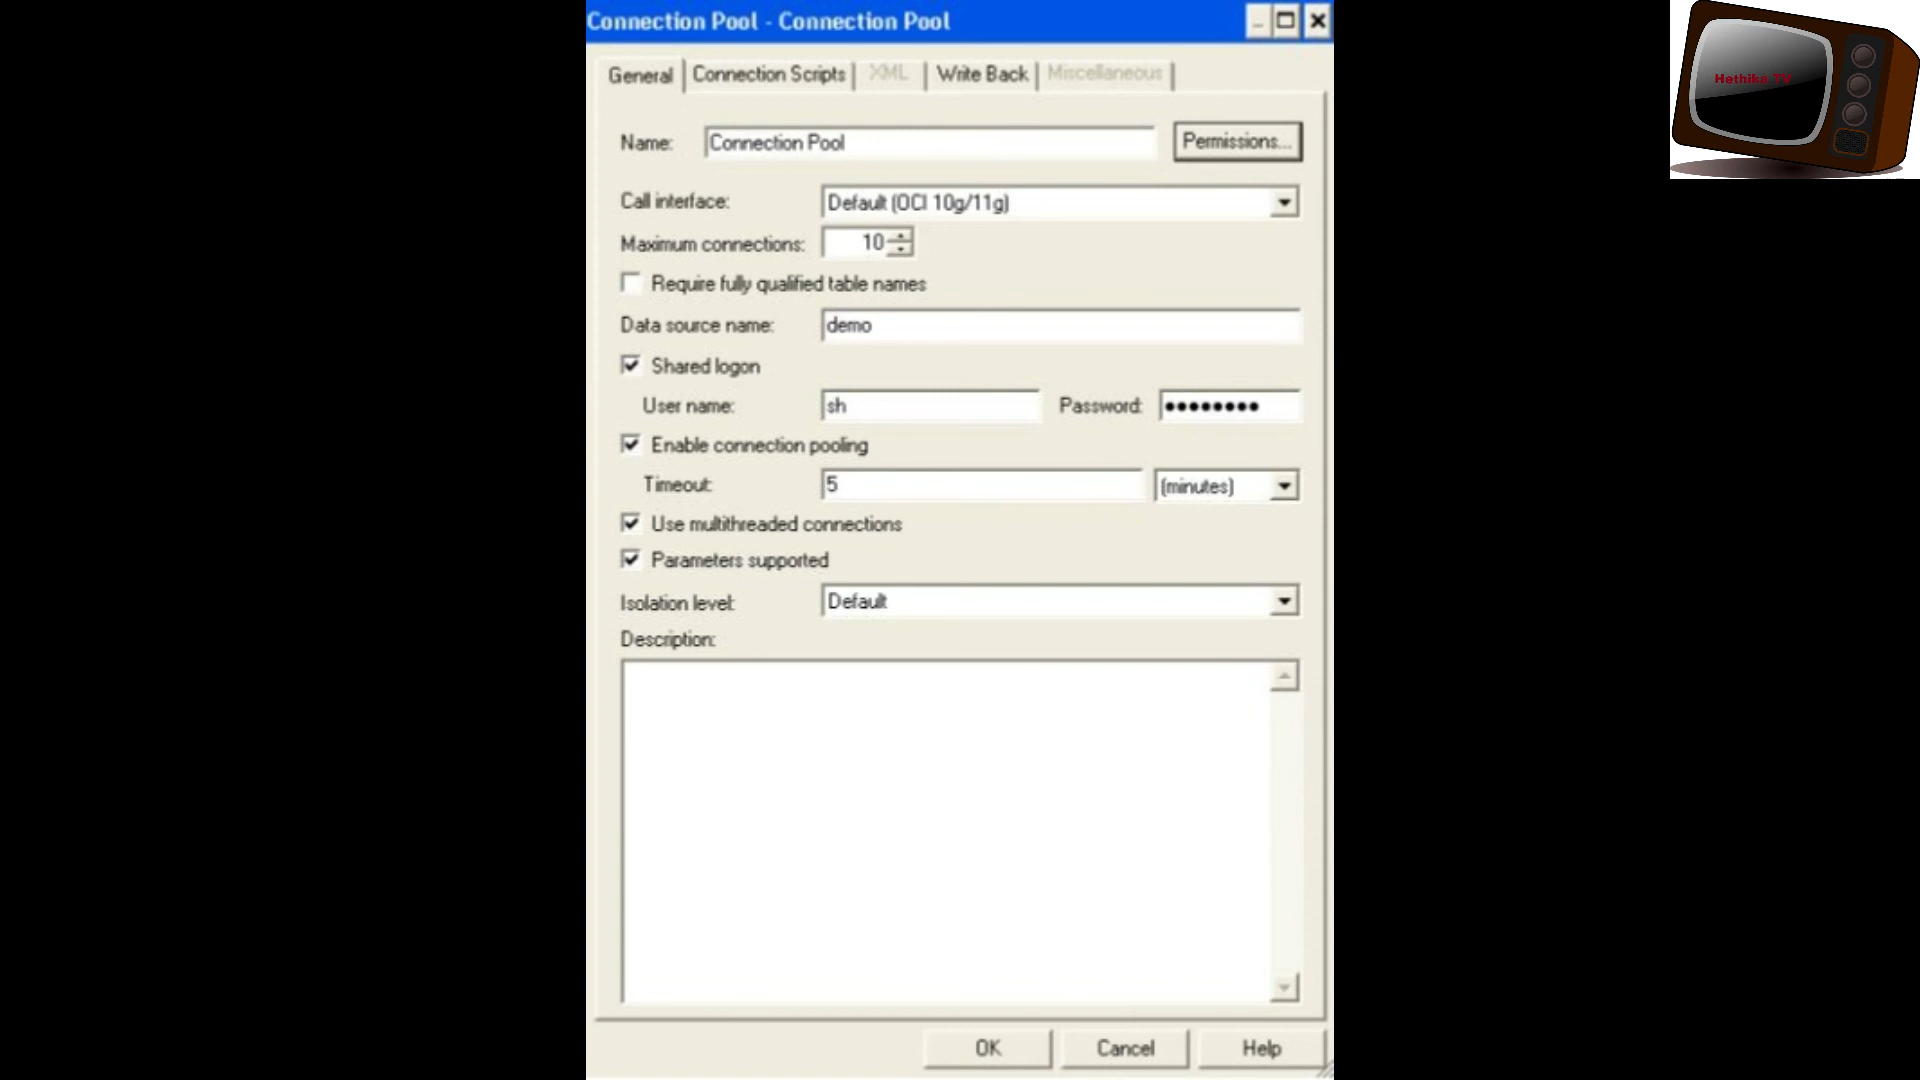 Connection Pool - Connection Pool
General Connection Scripts XML Write Back Miscellaneous
Name: Connection Pool Permissions...
Call interface: Default (OCI 10g/11g)
Maximum connections: 10
Require fully qualified table names
Data source name: demo
Shared logon
User name: sh Password: ●●●●●●●●
Enable connection pooling
Timeout: 5 (minutes)
Use multithreaded connections
Parameters supported
Isolation level: Default
Description:
OK Cancel Help
Hethika TV